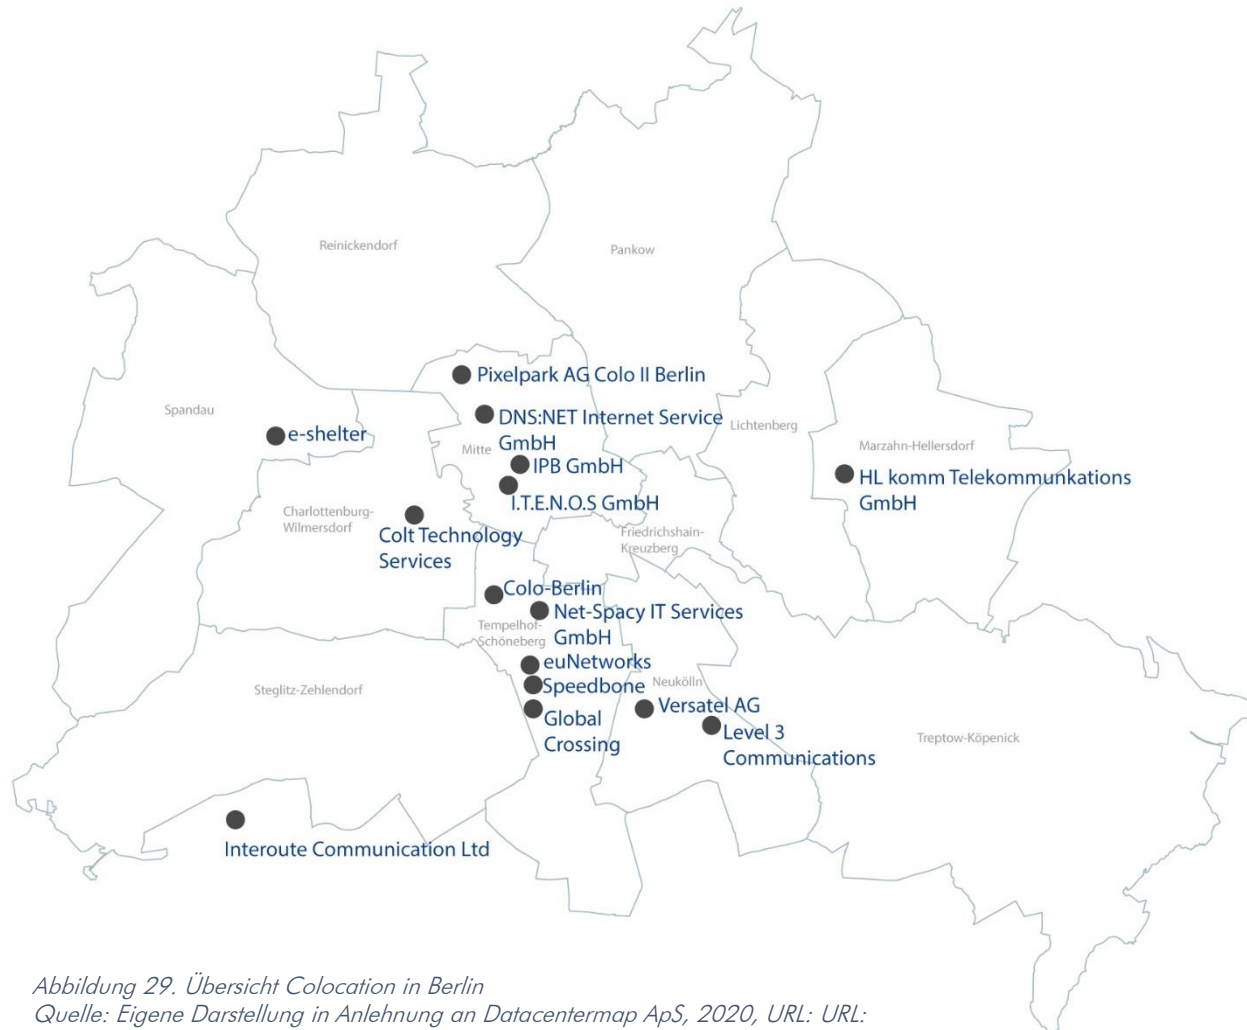 Reinickendorf
Pankow
Pixelpark AG Colo II Berlin
Spandau
DNS:NET Internet Service
GmbH
e-shelter
Lichtenberg
Mitte
Marzahn-Hellersdorf
IPB GmbH
HL komm Telekommunkations
GmbH
I.T.E.N.O.S GmbH
Charlottenburg-
Wilmersdorf
Colt Technology
Services
Friedrichshain-
Kreuzberg
Colo-Berlin
Net-Spacy IT Services
GmbH
Tempelhof-
Schöneberg
euNetworks
Speedbone
Neukölln
Steglitz-Zehlendorf
Versatel AG
Global
Crossing
Level 3
Communications
Treptow-Köpenick
Interoute Communication Ltd
Abbildung 29. Übersicht Colocation in Berlin
Quelle: Eigene Darstellung in Anlehnung an Datacentermap ApS, 2020, URL: URL: